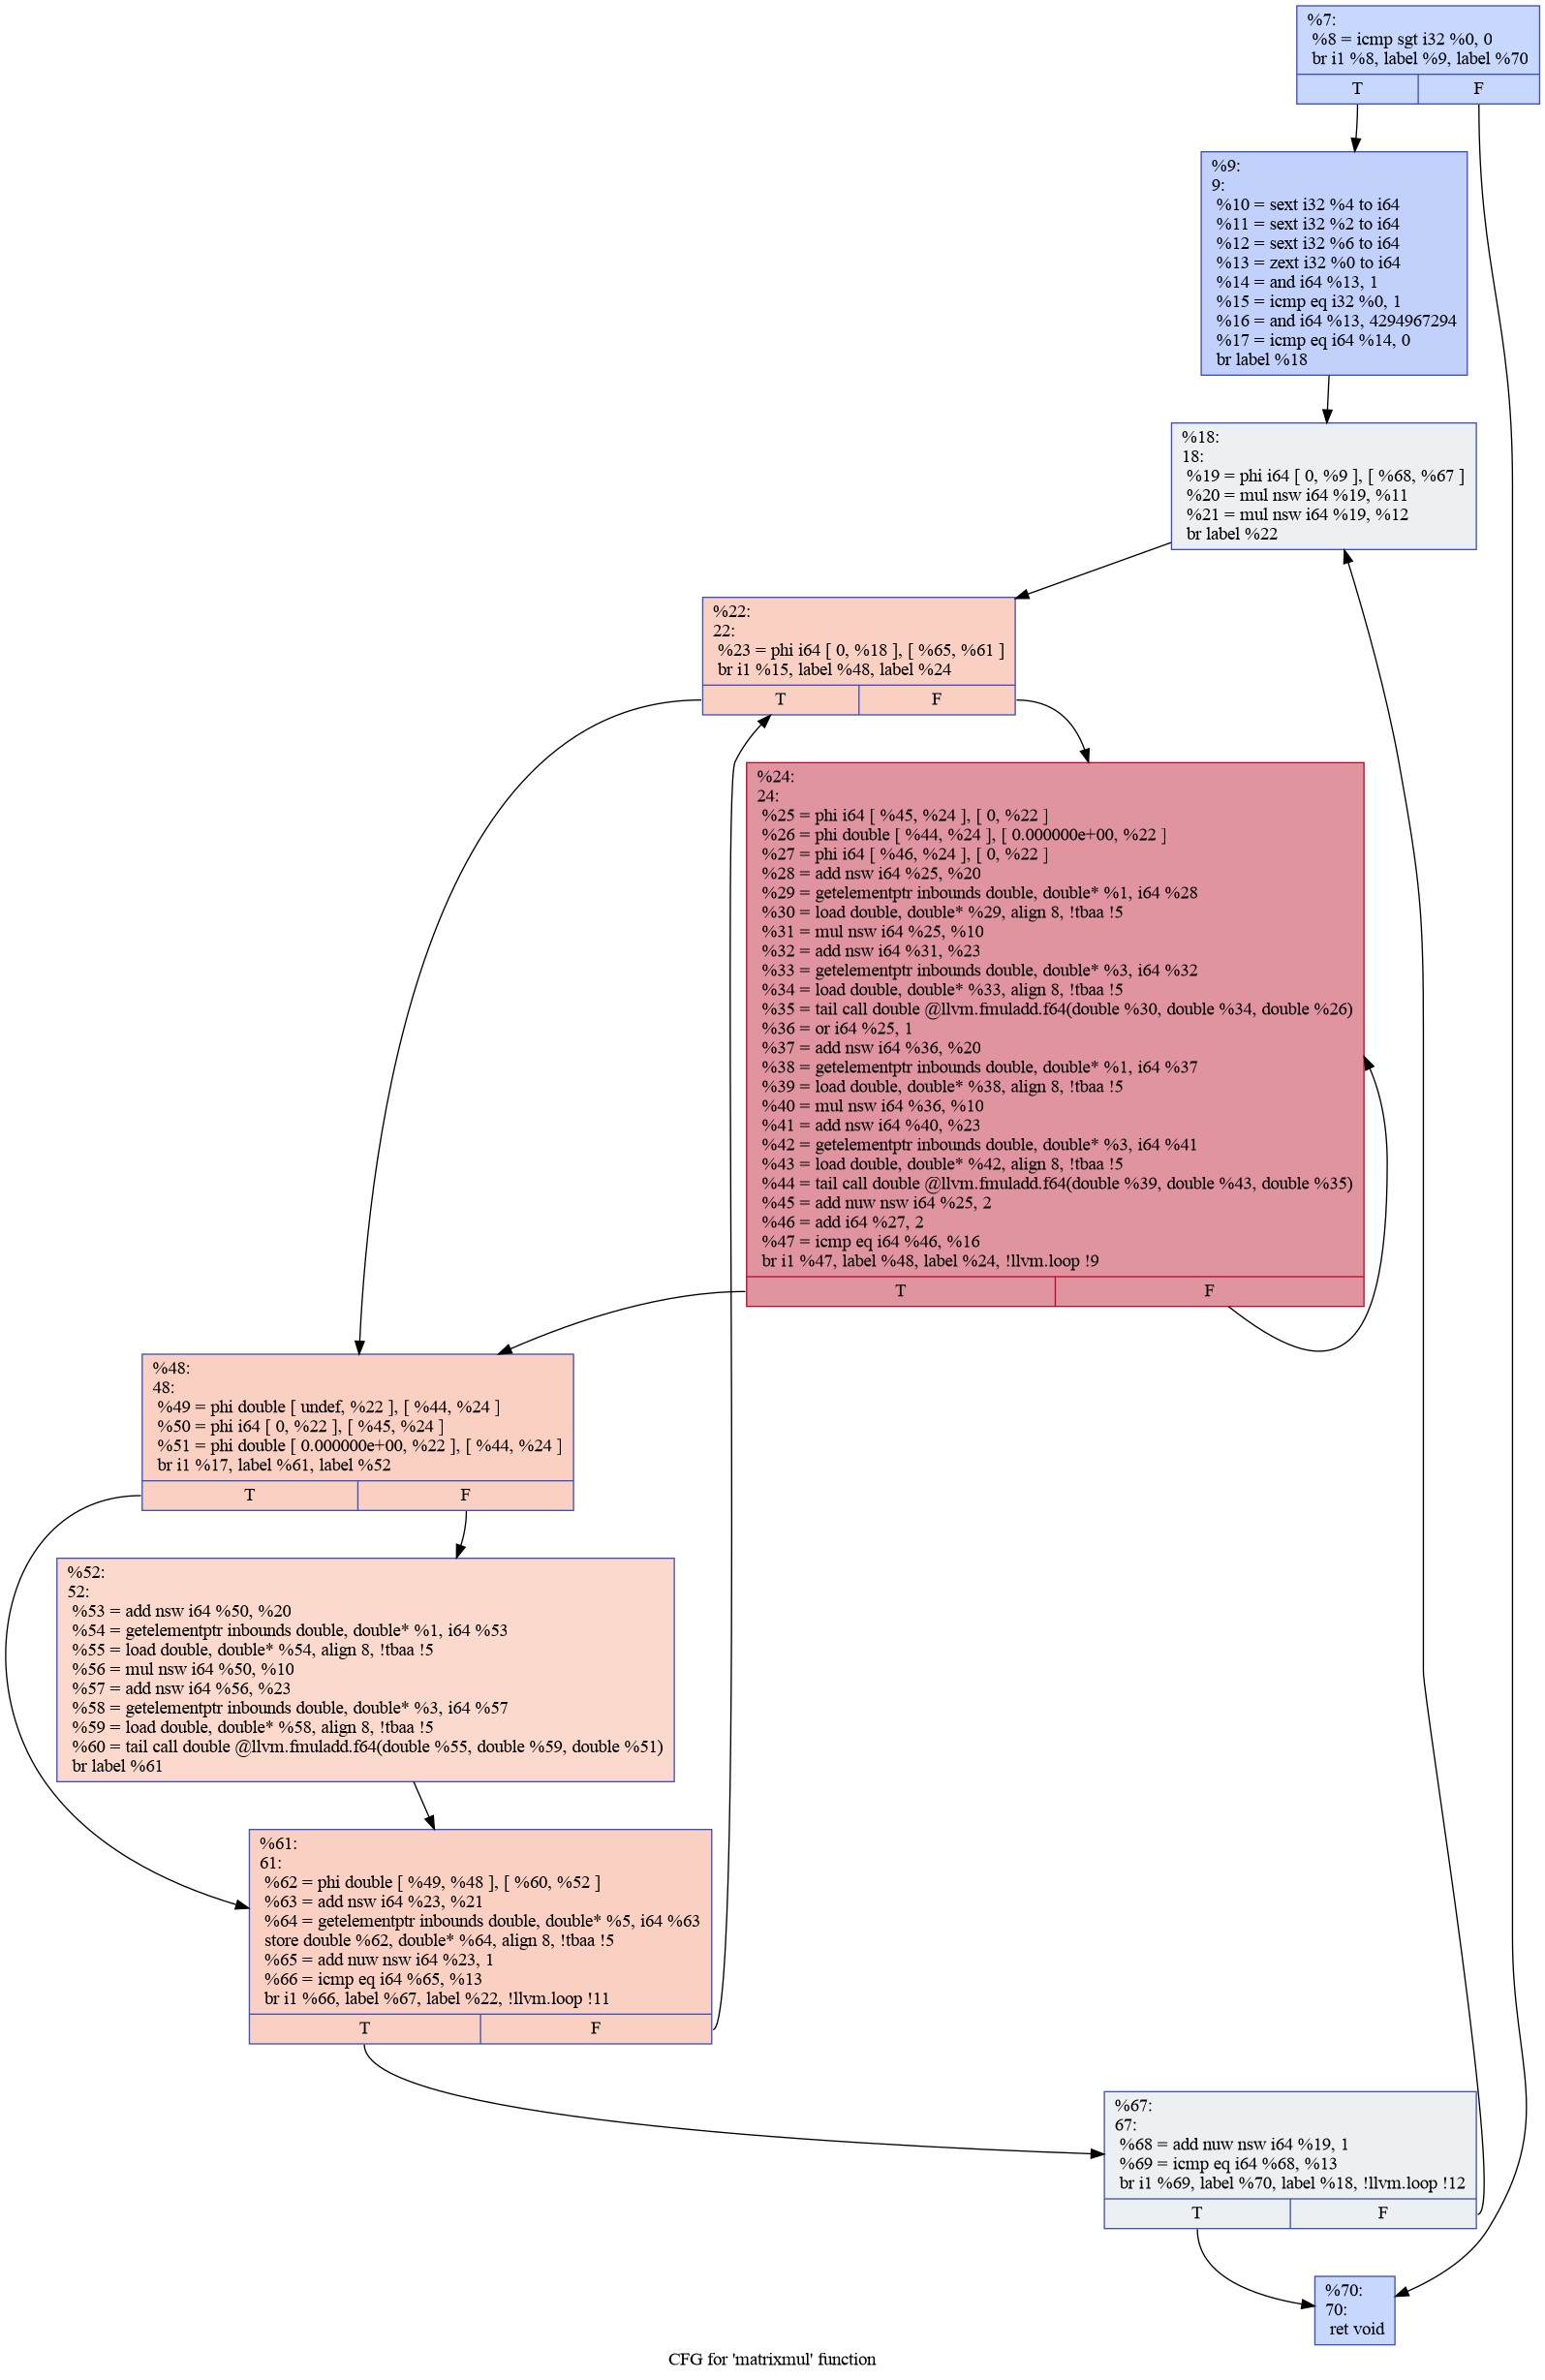 %7:
%8 = icmp sgt i32 %0, 0
br i1 %8, label %9, label %70
T
F
%9:
9:
%10 = sext i32 %4 to i64
%11 = sext i32 %2 to i64
%12 = sext i32 %6 to i64
%13 = zext i32 %0 to i64
%14 = and i64 %13, 1
%15 = icmp eq i32 %0, 1
%16 = and i64 %13, 4294967294
%17 = icmp eq i64 %14, 0
br label %18
%18:
18:
%19 = phi i64 [ 0, %9 ], [ %68, %67 ]
%20 = mul nsw i64 %19, %11
%21 = mul nsw i64 %19, %12
br label %22
%22:
22:
%23 = phi i64 [ 0, %18 ], [ %65, %61 ]
br i1 %15, label %48, label %24
T
F
%24:
24:
%25 = phi i64 [ %45, %24 ], [ 0, %22 ]
%26 = phi double [ %44, %24 ], [ 0.000000e+00, %22 ]
%27 = phi i64 [ %46, %24 ], [ 0, %22 ]
%28 = add nsw i64 %25, %20
%29 = getelementptr inbounds double, double* %1, i64 %28
%30 = load double, double* %29, align 8, !tbaa !5
%31 = mul nsw i64 %25, %10
%32 = add nsw i64 %31, %23
%33 = getelementptr inbounds double, double* %3, i64 %32
%34 = load double, double* %33, align 8, !tbaa !5
%35 = tail call double @llvm.fmuladd.f64(double %30, double %34, double %26)
%36 = or i64 %25, 1
%37 = add nsw i64 %36, %20
%38 = getelementptr inbounds double, double* %1, i64 %37
%39 = load double, double* %38, align 8, !tbaa !5
%40 = mul nsw i64 %36, %10
%41 = add nsw i64 %40, %23
%42 = getelementptr inbounds double, double* %3, i64 %41
%43 = load double, double* %42, align 8, !tbaa !5
%44 = tail call double @llvm.fmuladd.f64(double %39, double %43, double %35)
%45 = add nuw nsw i64 %25, 2
%46 = add i64 %27, 2
%47 = icmp eq i64 %46, %16
br i1 %47, label %48, label %24, !llvm.loop !9
T
F
%48:
48:
%49 = phi double [ undef, %22 ], [ %44, %24 ]
%50 = phi i64 [ 0, %22 ], [ %45, %24 ]
%51 = phi double [ 0.000000e+00, %22 ], [ %44, %24 ]
br i1 %17, label %61, label %52
T
F
%52:
52:
%53 = add nsw i64 %50, %20
%54 = getelementptr inbounds double, double* %1, i64 %53
%55 = load double, double* %54, align 8, !tbaa !5
%56 = mul nsw i64 %50, %10
%57 = add nsw i64 %56, %23
%58 = getelementptr inbounds double, double* %3, i64 %57
%59 = load double, double* %58, align 8, !tbaa !5
%60 = tail call double @llvm.fmuladd.f64(double %55, double %59, double %51)
br label %61
%61:
61:
%62 = phi double [ %49, %48 ], [ %60, %52 ]
%63 = add nsw i64 %23, %21
%64 = getelementptr inbounds double, double* %5, i64 %63
store double %62, double* %64, align 8, !tbaa !5
%65 = add nuw nsw i64 %23, 1
%66 = icmp eq i64 %65, %13
br i1 %66, label %67, label %22, !llvm.loop !11
T
F
%67:
67:
%68 = add nuw nsw i64 %19, 1
%69 = icmp eq i64 %68, %13
br i1 %69, label %70, label %18, !llvm.loop !12
T
F
%70:
70:
ret void
CFG for 'matrixmul' function